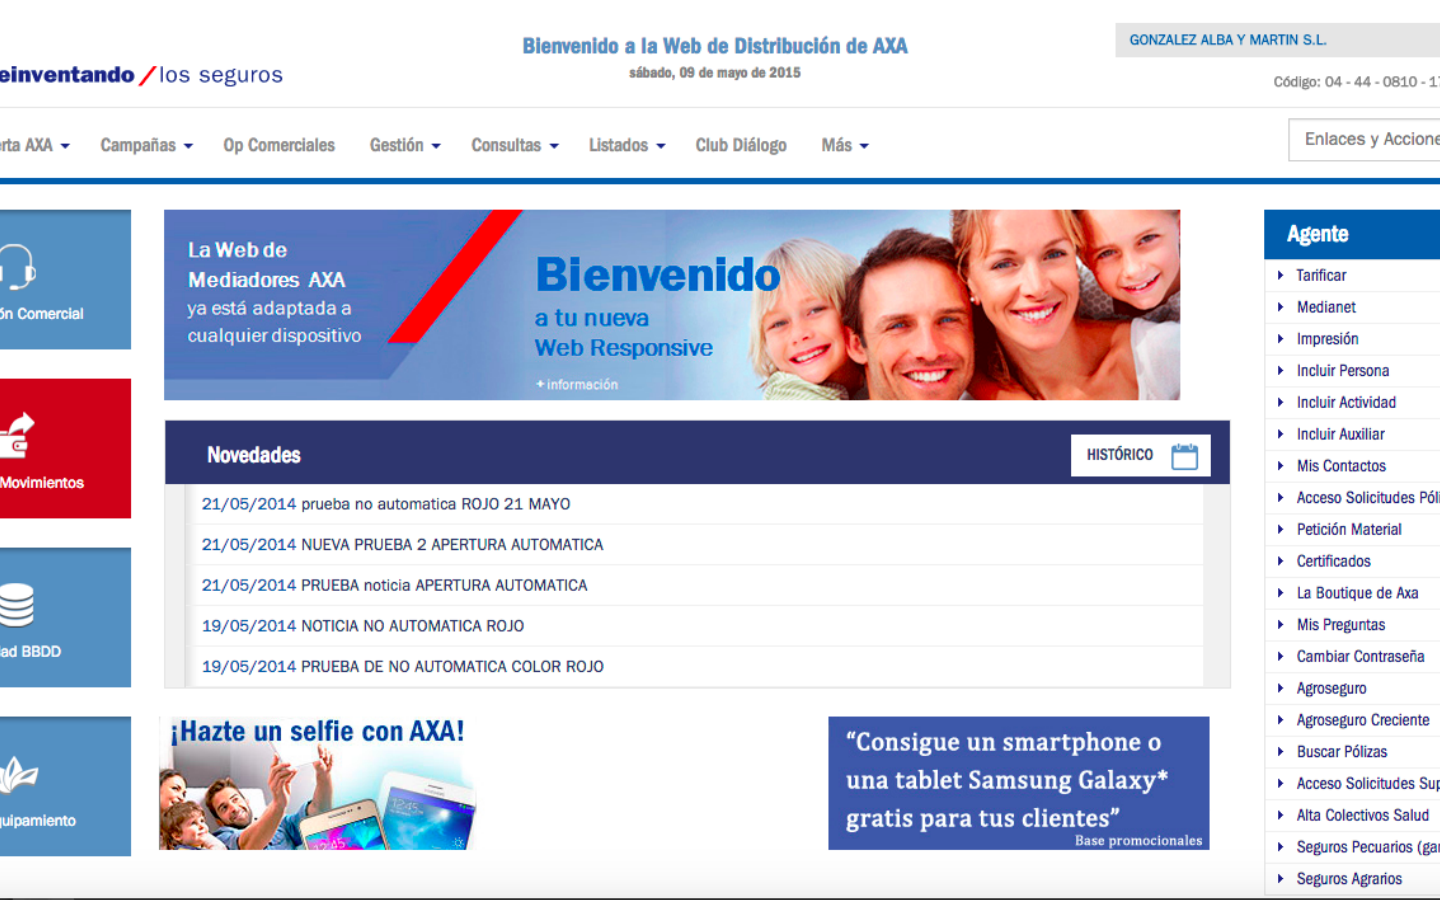 Bienvenido a la Web de Distribución de AXA
sábado, 09 de mayo de 2015
GONZALEZ ALBA Y MARTIN S.L.
Código: 04 - 44 - 0810 - 1
einventando / los seguros
rta AXA
Campañas
Op Comerciales
Gestión
Consultas
Listados
Club Diálogo
Más
Enlaces y Accione
ón Comercial
Movimientos
ad BBDD
quipamiento
La Web de
Mediadores AXA
ya está adaptada a
cualquier dispositivo
Bienvenido
a tu nueva
Web Responsive
+ información
Novedades
HISTÓRICO
21/05/2014 prueba no automatica ROJO 21 MAYO
21/05/2014 NUEVA PRUEBA 2 APERTURA AUTOMATICA
21/05/2014 PRUEBA noticia APERTURA AUTOMATICA
19/05/2014 NOTICIA NO AUTOMATICA ROJO
19/05/2014 PRUEBA DE NO AUTOMATICA COLOR ROJO
¡Hazte un selfie con AXA!
12:45
12:45
“Consigue un smartphone o
una tablet Samsung Galaxy*
gratis para tus clientes”
Base promocionales
Agente
Tarificar
Medianet
Impresión
Incluir Persona
Incluir Actividad
Incluir Auxiliar
Mis Contactos
Acceso Solicitudes Pól
Petición Material
Certificados
La Boutique de Axa
Mis Preguntas
Cambiar Contraseña
Agroseguro
Agroseguro Creciente
Buscar Pólizas
Acceso Solicitudes Sup
Alta Colectivos Salud
Seguros Pecuarios (gan
Seguros Agrarios